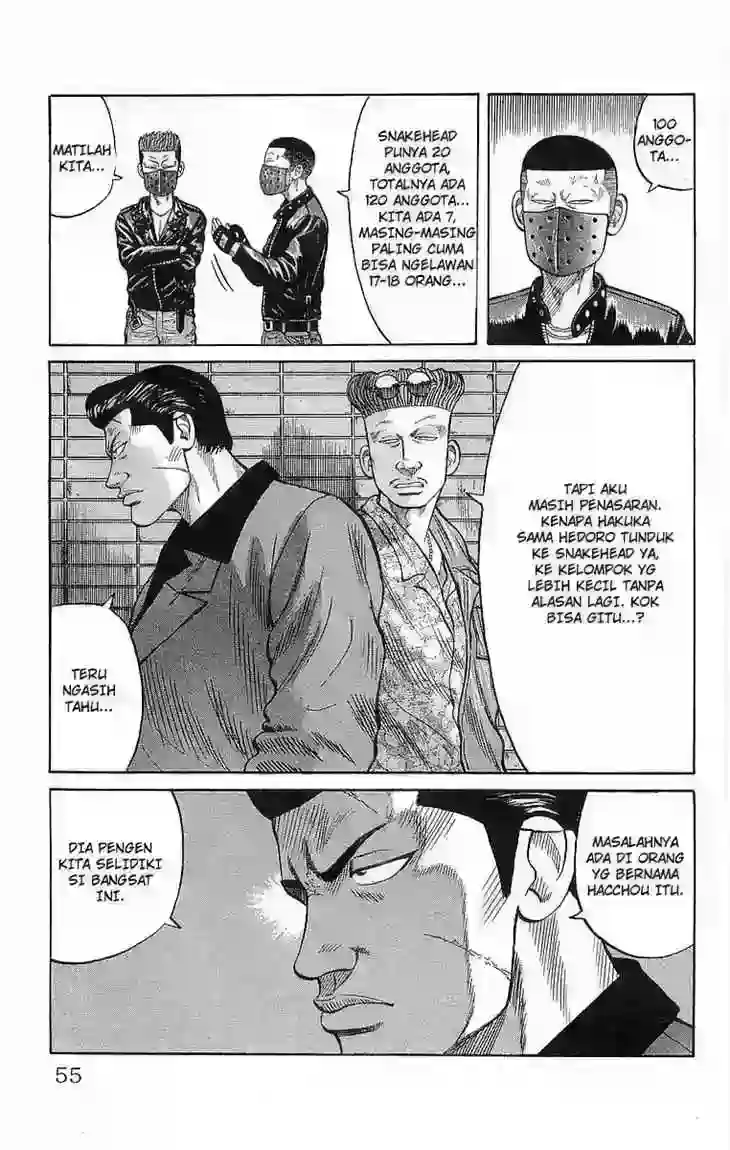 100
ANGGO-
TA...
SNAKEHEAD
PUNYA 20
ANGGOTA,
TOTALNYA ADA
120 ANGGOTA...
KITA ADA 7,
MASING-MASING
PALING CUMA
BISA NGELAWAN
17-18 ORANG...
MATILAH
KITA...
TAPI AKU
MASIH PENASARAN.
KENAPA HAKUKA
SAMA HEDORO TUNDUK
KE SNAKEHEAD YA,
KE KELOMPOK YG
LEBIH KECIL TANPA
ALASAN LAGI. KOK
BISA GITU...?
TERU
NGASIH
TAHU...
MASALAHNYA
ADA DI ORANG
YG BERNAMA
HACCHOU ITU.
DIA PENGEN
KITA SELIDIKI
SI BANGSAT
INI.
55